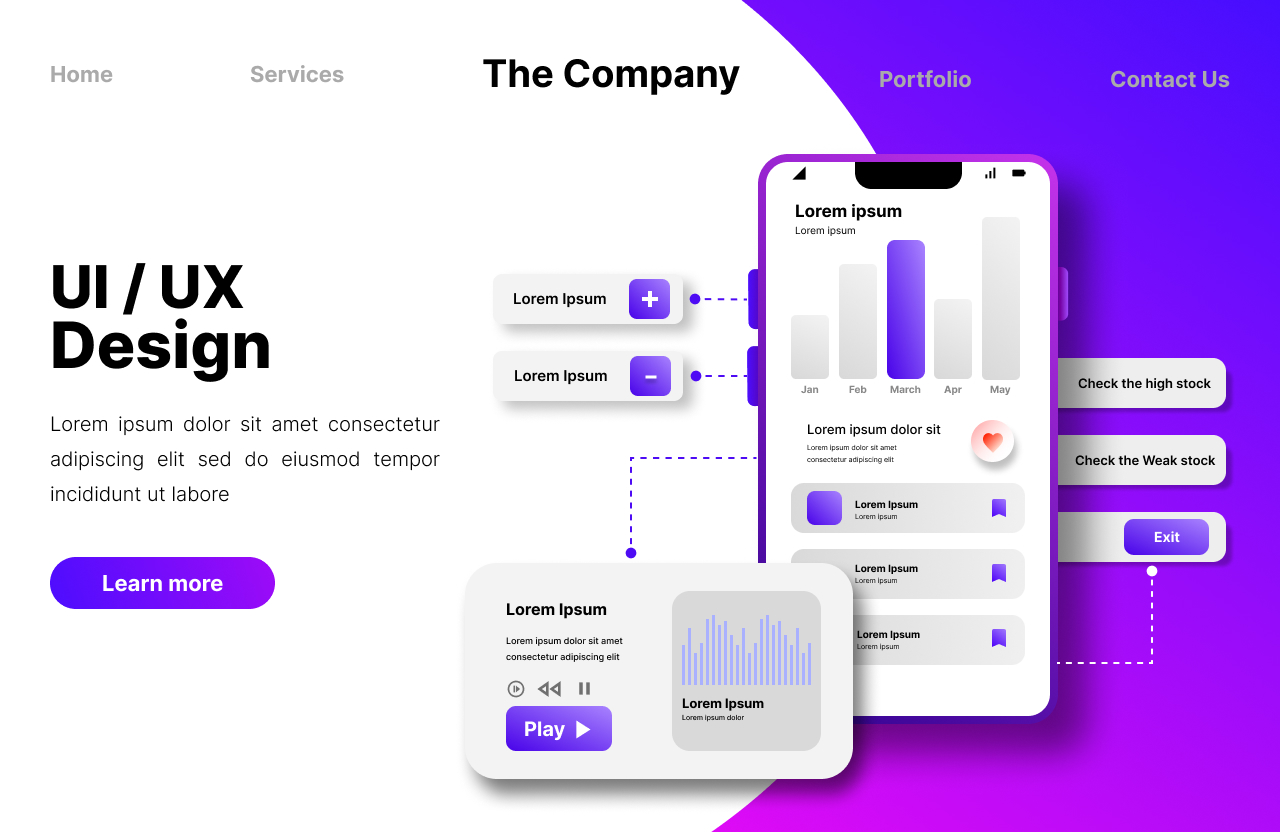 Home
Services
The Company
Portfolio
Contact Us
UI / UX
Design
Lorem ipsum dolor sit amet consectetur
adipiscing elit sed do eiusmod tempor
incididunt ut labore
Learn more
Lorem Ipsum
Lorem Ipsum
Lorem ipsum
Lorem ipsum
Jan
Feb
March
Apr
May
Lorem ipsum dolor sit
Lorem ipsum dolor sit amet
consectetur adipiscing elit
Lorem Ipsum
Lorem ipsum
Lorem Ipsum
Lorem ipsum
Lorem Ipsum
Lorem ipsum
Check the high stock
Check the Weak stock
Exit
Lorem Ipsum
Lorem ipsum dolor sit amet
consectetur adipiscing elit
Play
Lorem Ipsum
Lorem ipsum dolor